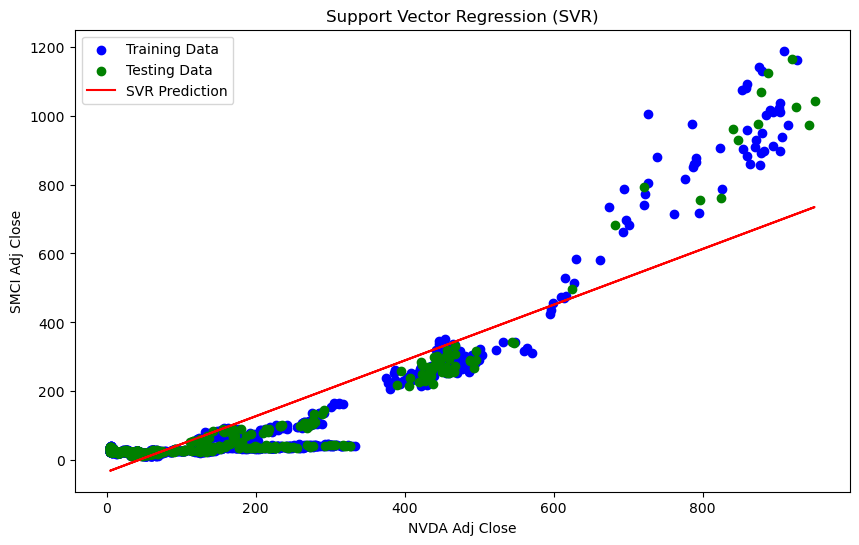 Support Vector Regression (SVR)
Training Data
Testing Data
SVR Prediction
1200
1000
800
600
400
200
0
SMCI Adj Close
0 200 400 600 800
NVDA Adj Close